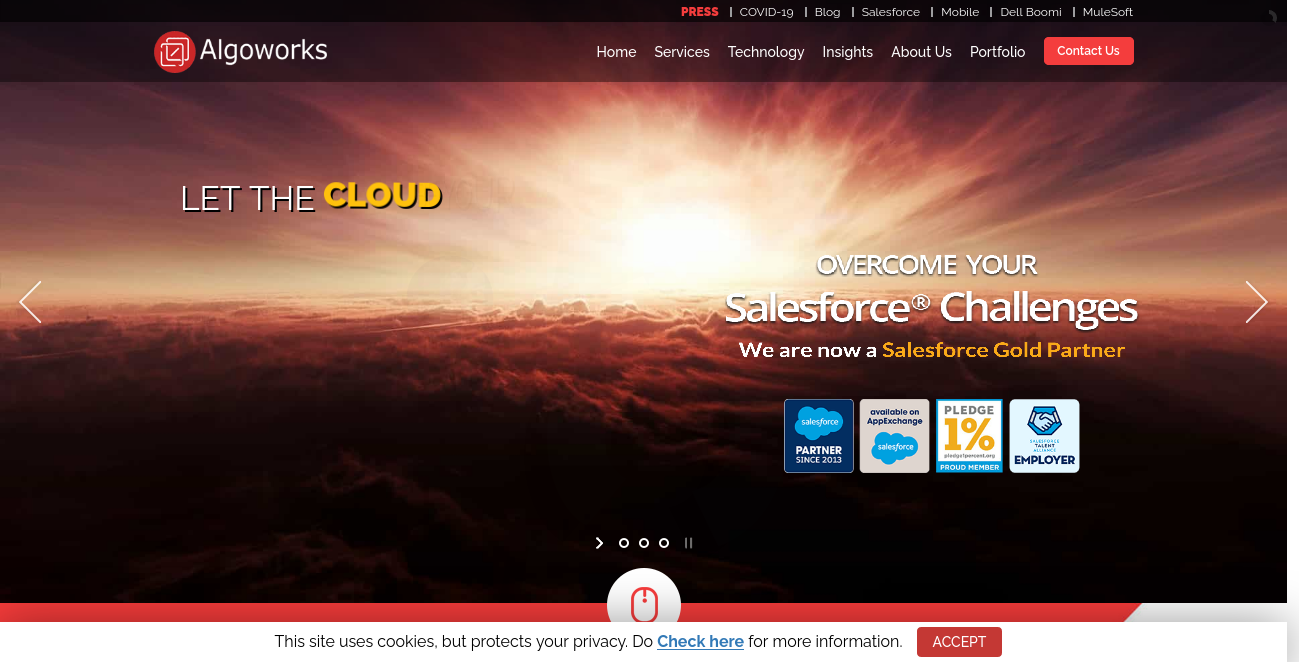 PRESS | COVID-19 | Blog | Salesforce | Mobile | Dell Boomi | MuleSoft
Algoworks
Home Services Technology Insights About Us Portfolio Contact Us
LET THE CLOUD
OVERCOME YOUR
Salesforce® Challenges
We are now a Salesforce Gold Partner
salesforce
PARTNER
SINCE 2013
available on
AppExchange
salesforce
PLEDGE
1%
pledge1percent.org
PROUD MEMBER
SALESFORCE
TALENT
ALLIANCE
EMPLOYER
This site uses cookies, but protects your privacy. Do Check here for more information. ACCEPT